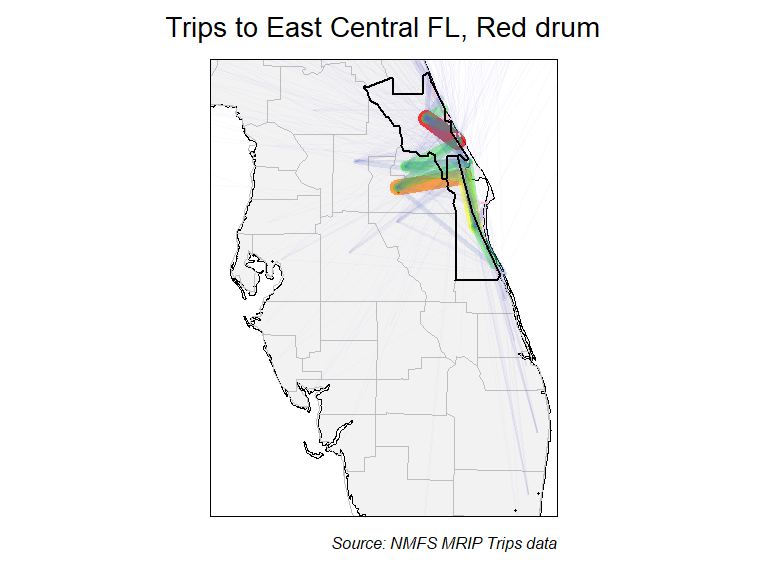 Trips to East Central FL, Red drum
Source: NMFS MRIP Trips data